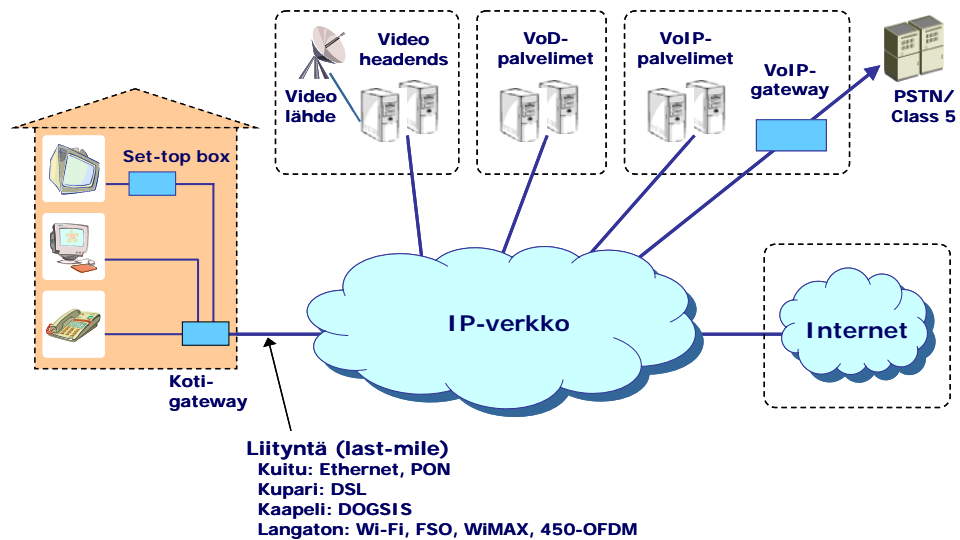 Video
headends
Video
lähde
VoD-
palvelimet
VoIP-
palvelimet
VoIP-
gateway
PSTN/
Class 5
Set-top box
Koti-
gateway
IP-verkko
Internet
Liityntä (last-mile)
Kuitu: Ethernet, PON
Kupari: DSL
Kaapeli: DOGSIS
Langaton: Wi-Fi, FSO, WiMAX, 450-OFDM